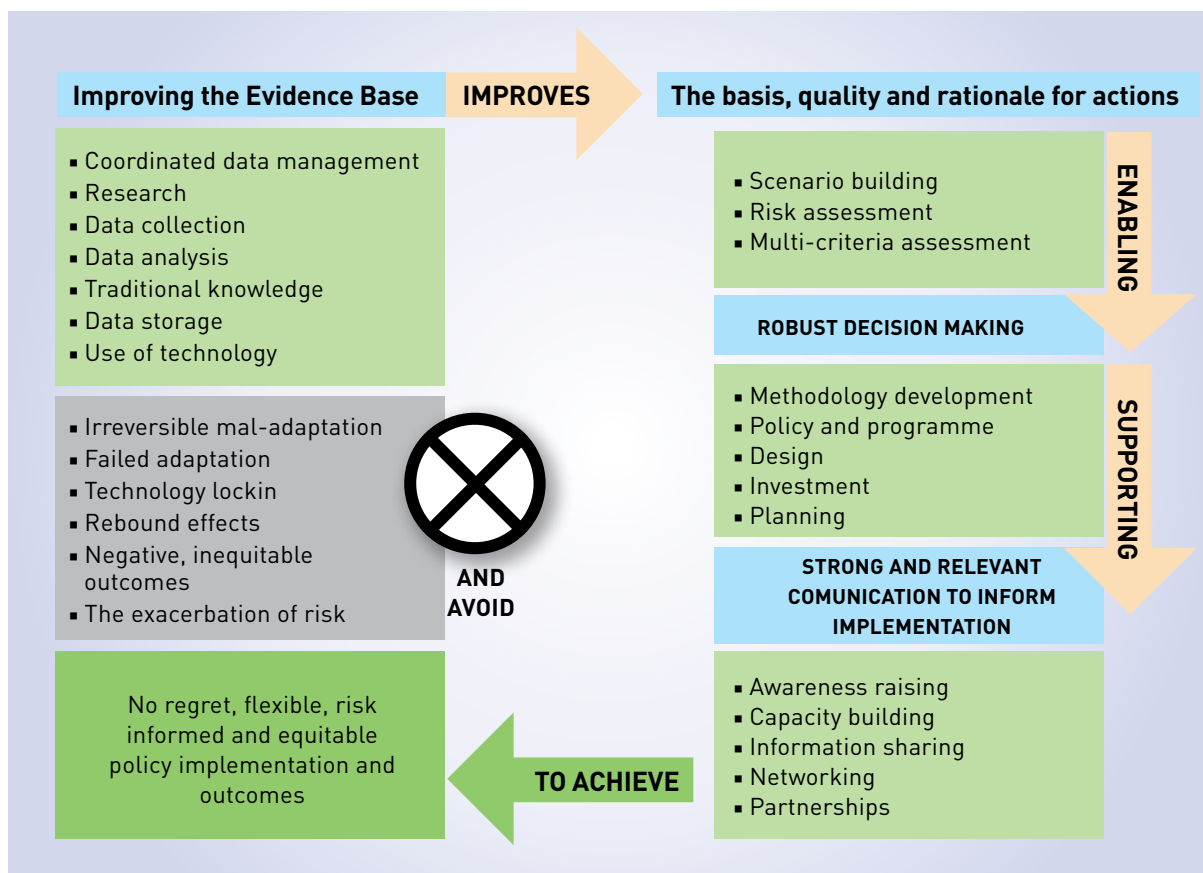 Improving the Evidence Base
IMPROVES
The basis, quality and rationale for actions
▪ Coordinated data management
▪ Research
▪ Data collection
▪ Data analysis
▪ Traditional knowledge
▪ Data storage
▪ Use of technology
▪ Scenario building
▪ Risk assessment
▪ Multi-criteria assessment
ENABLING
ROBUST DECISION MAKING
▪ Methodology development
▪ Policy and programme
▪ Design
▪ Investment
▪ Planning
SUPPORTING
STRONG AND RELEVANT
COMUNICATION TO INFORM
IMPLEMENTATION
▪ Awareness raising
▪ Capacity building
▪ Information sharing
▪ Networking
▪ Partnerships
TO ACHIEVE
No regret, flexible, risk
informed and equitable
policy implementation and
outcomes
AND
AVOID
▪ Irreversible mal-adaptation
▪ Failed adaptation
▪ Technology lockin
▪ Rebound effects
▪ Negative, inequitable
outcomes
▪ The exacerbation of risk